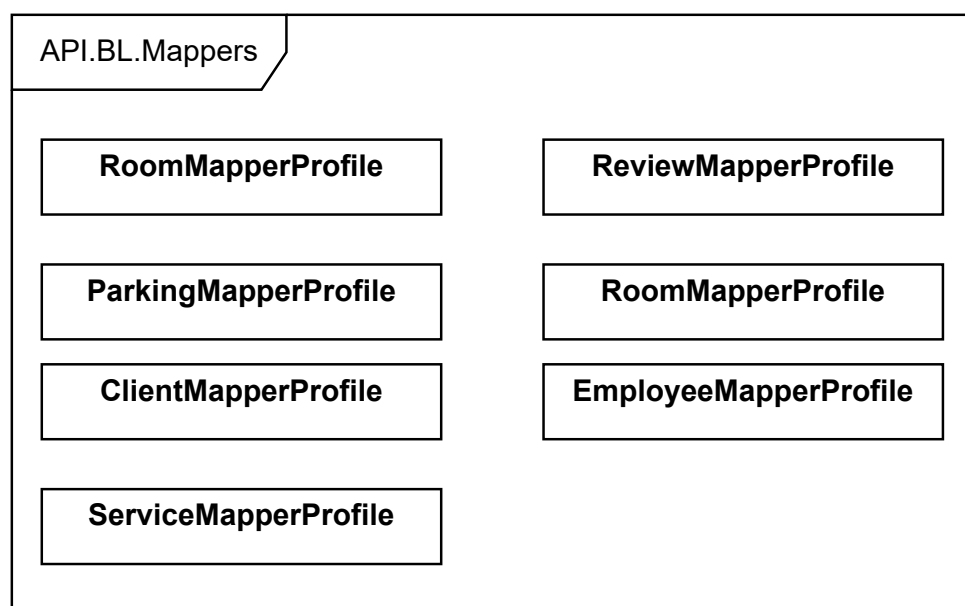 API.BL.Mappers
RoomMapperProfile
ReviewMapperProfile
ParkingMapperProfile
RoomMapperProfile
ClientMapperProfile
EmployeeMapperProfile
ServiceMapperProfile